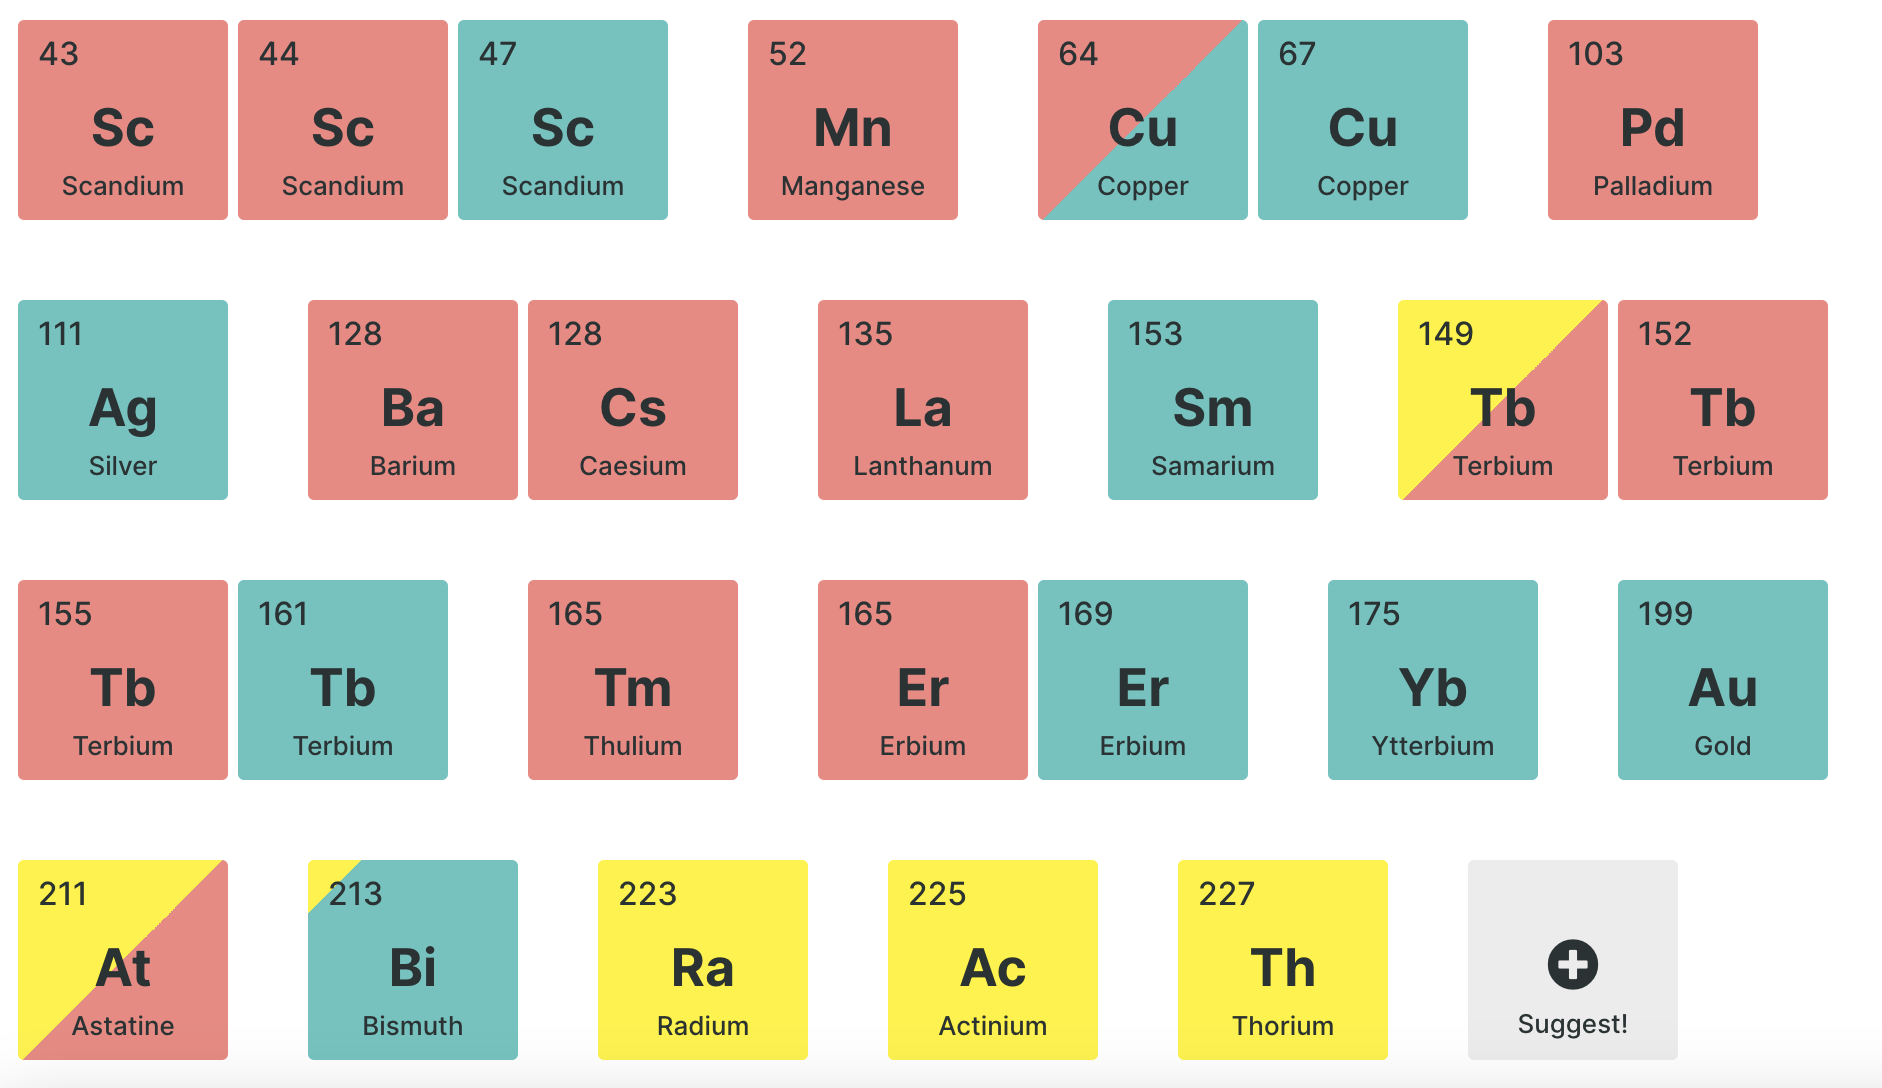 43
Sc
Scandium
44
Sc
Scandium
47
Sc
Scandium
52
Mn
Manganese
64
Cu
Copper
67
Cu
Copper
103
Pd
Palladium
111
Ag
Silver
128
Ba
Barium
128
Cs
Caesium
135
La
Lanthanum
153
Sm
Samarium
149
Tb
Terbium
152
Tb
Terbium
155
Tb
Terbium
161
Tb
Terbium
165
Tm
Thulium
165
Er
Erbium
169
Er
Erbium
175
Yb
Ytterbium
199
Au
Gold
211
At
Astatine
213
Bi
Bismuth
223
Ra
Radium
225
Ac
Actinium
227
Th
Thorium
Suggest!